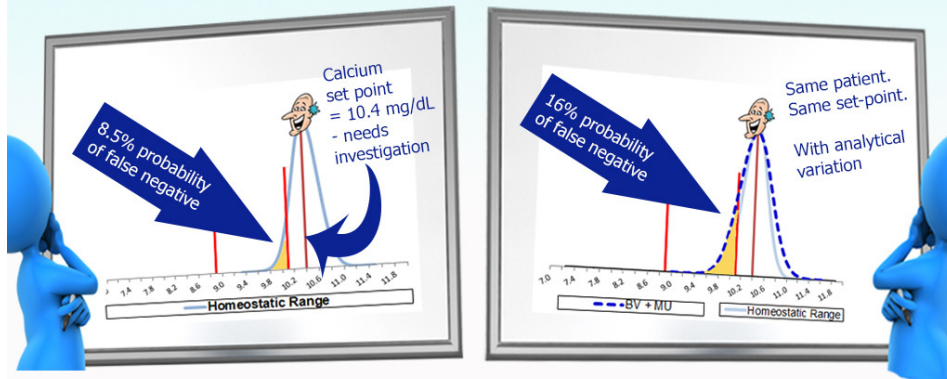 8.5% probability
of false negative
Calcium
set point
= 10.4 mg/dL
- needs
investigation
7.4 7.8 8.2 8.6 9.0 9.4 9.8 10.2 10.6 11.0 11.4 11.8
Homeostatic Range
16% probability
of false negative
Same patient.
Same set-point.
With analytical
variation
7.0 7.4 7.8 8.2 8.6 9.0 9.4 9.8 10.2 10.6 11.0 11.4 11.8
BV + MU
Homeostatic Range